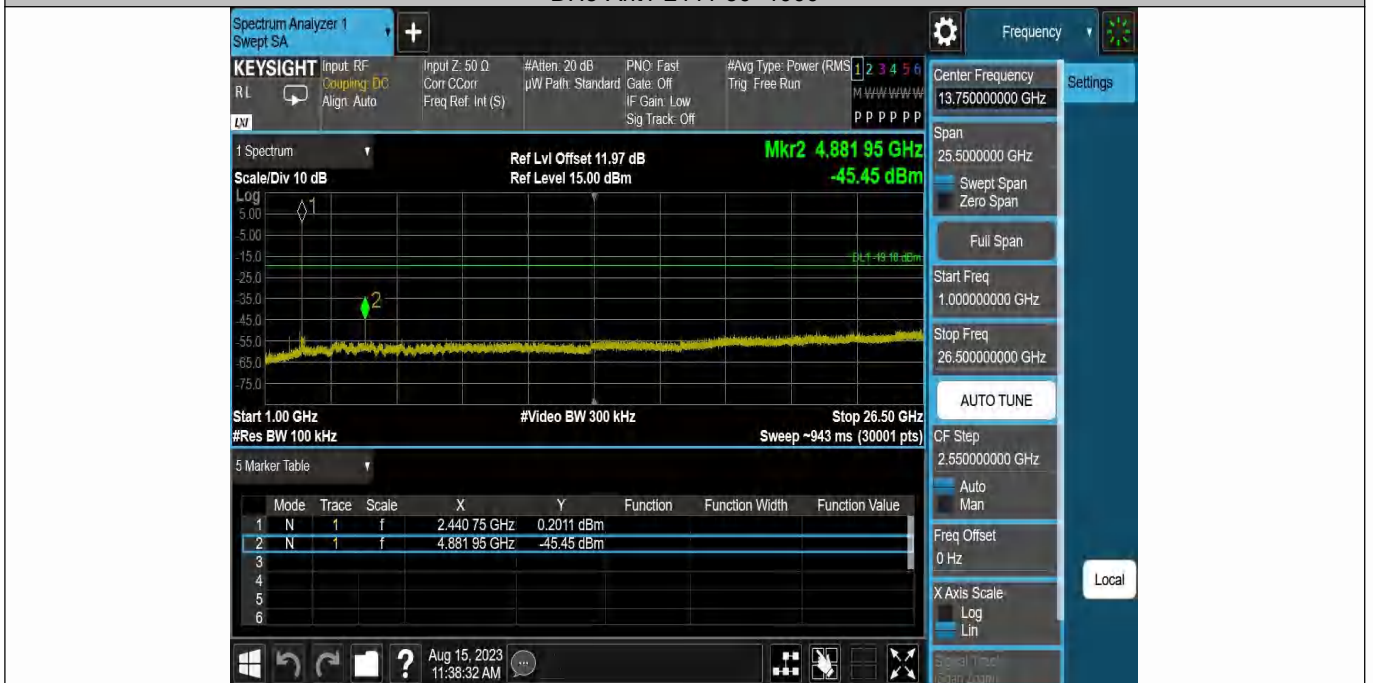 Spectrum Analyzer 1
Swept SA
+
Frequency
KEYSIGHT
RL
LXI
Input: RF
Coupling: DC
Align: Auto
Input Z: 50 Ω
Corr CCorr
Freq Ref: Int (S)
#Atten: 20 dB
µW Path: Standard
PNO: Fast
Gate: Off
IF Gain: Low
Sig Track: Off
#Avg Type: Power (RMS
Trig: Free Run
1 2 3 4 5 6
M W W W W W
P P P P P P
Center Frequency
13.750000000 GHz
Settings
Span
25.5000000 GHz
Swept Span
Zero Span
Full Span
Start Freq
1.000000000 GHz
Stop Freq
26.500000000 GHz
AUTO TUNE
CF Step
2.550000000 GHz
Auto
Man
Freq Offset
0 Hz
X Axis Scale
Log
Lin
Local
1 Spectrum
Scale/Div 10 dB
Ref Lvl Offset 11.97 dB
Ref Level 15.00 dBm
Mkr2 4.881 95 GHz
-45.45 dBm
Log
5.00
-5.00
-15.0
-25.0
-35.0
-45.0
-55.0
-65.0
-75.0
1
2
Start 1.00 GHz
#Res BW 100 kHz
#Video BW 300 kHz
Stop 26.50 GHz
Sweep ~943 ms (30001 pts)
5 Marker Table
Mode Trace Scale X Y Function Function Width Function Value
1 N 1 f 2.440 75 GHz 0.2011 dBm
2 N 1 f 4.881 95 GHz -45.45 dBm
3
4
5
6
?
Aug 15, 2023
11:38:32 AM